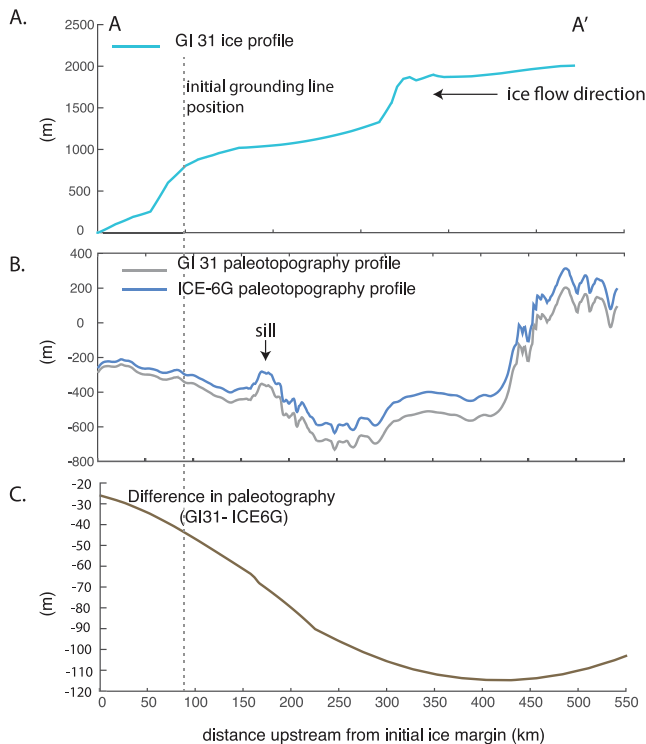 A.
A
A'
GI 31 ice profile
2000
initial grounding line
position
1500
ice flow direction
(m)
1000
500
0
B.
400
GI 31 paleotopography profile
ICE-6G paleotopography profile
200
0
sill
(m)
-200
-400
-600
-800
C.
-20
Difference in paleotography
(GI31- ICE6G)
-30
-40
-50
-60
(m)
-70
-80
-90
-100
-110
-120
0 50 100 150 200 250 300 350 400 450 500 550
distance upstream from initial ice margin (km)